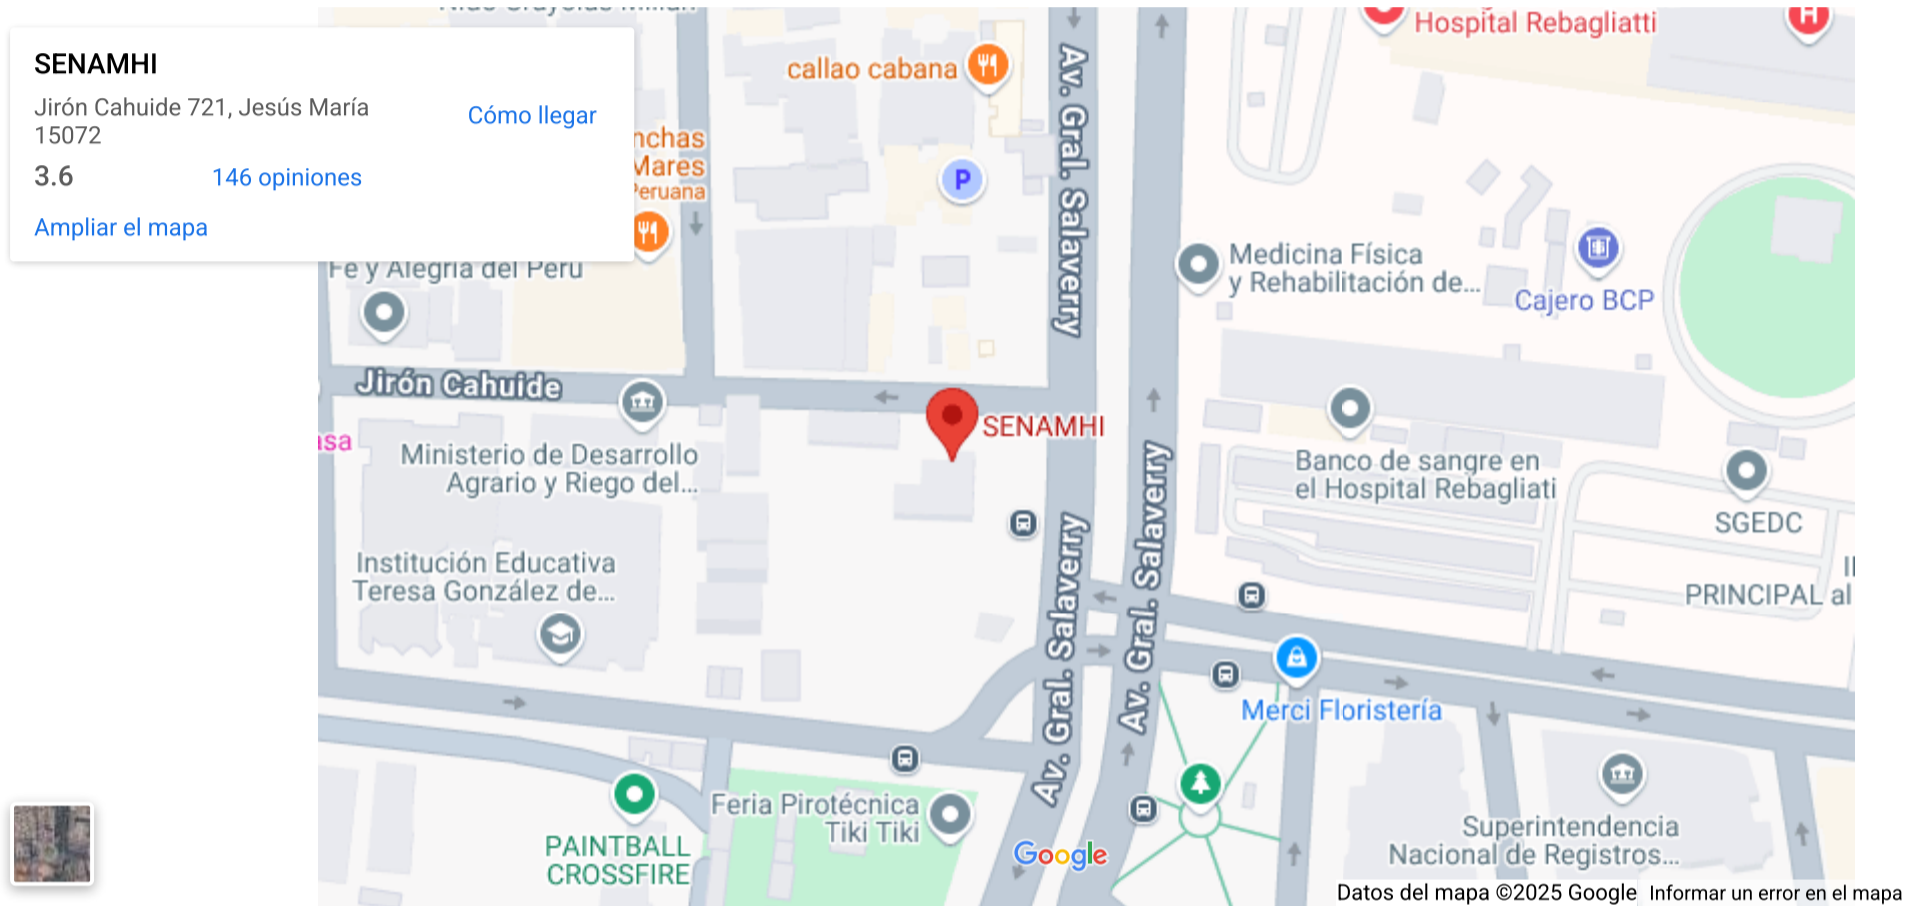 SENAMHI
Jirón Cahuide 721, Jesús María
15072
Cómo llegar
3.6
146 opiniones
Ampliar el mapa
callao cabana
Av. Gral. Salaverry
Hospital Rebagliatti
H
nchas
Mares
Peruana
P
Fe y Alegría del Perú
Medicina Física
y Rehabilitación de...
Cajero BCP
Jirón Cahuide
SENAMHI
asa
Ministerio de Desarrollo
Agrario y Riego del...
Banco de sangre en
el Hospital Rebagliati
SGEDC
Institución Educativa
Teresa González de...
Av. Gral. Salaverry
Av. Gral. Salaverry
PRINCIPAL al
Merci Floristería
Feria Pirotécnica
Tiki Tiki
PAINTBALL
CROSSFIRE
Superintendencia
Nacional de Registros...
Google
Datos del mapa ©2025 Google
Informar un error en el mapa